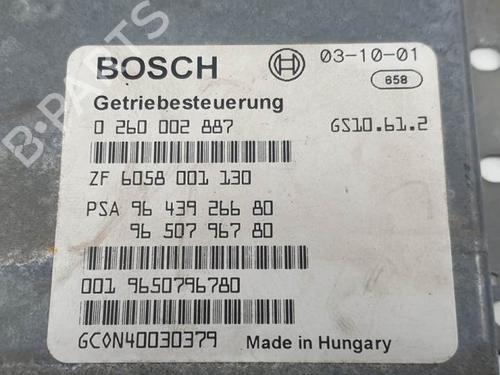 BOSCH 03-10-01
658
Getriebesteuerung
0 260 002 887 GS10.61.2
ZF 6058 001 130
PSA 96 439 266 80
96 507 967 80
001 9650796780
GC0N40030379 Made in Hungary
B-PARTS